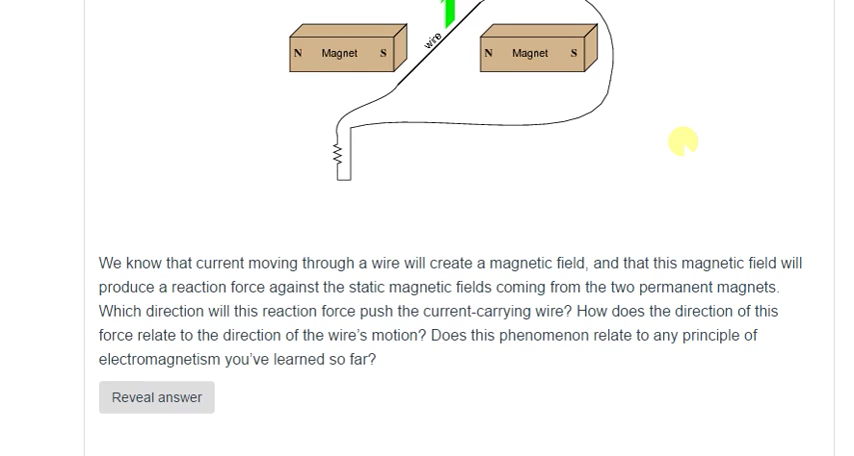 wire
N Magnet S
N Magnet S
We know that current moving through a wire will create a magnetic field, and that this magnetic field will
produce a reaction force against the static magnetic fields coming from the two permanent magnets.
Which direction will this reaction force push the current-carrying wire? How does the direction of this
force relate to the direction of the wire's motion? Does this phenomenon relate to any principle of
electromagnetism you've learned so far?
Reveal answer